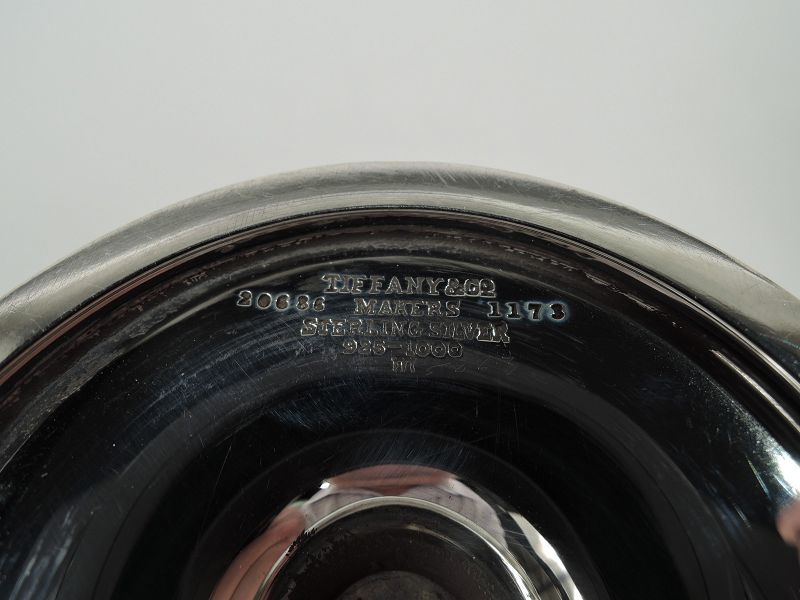 TIFFANY & Co
20686 MAKERS 1173
STERLING SILVER
925-1000
m